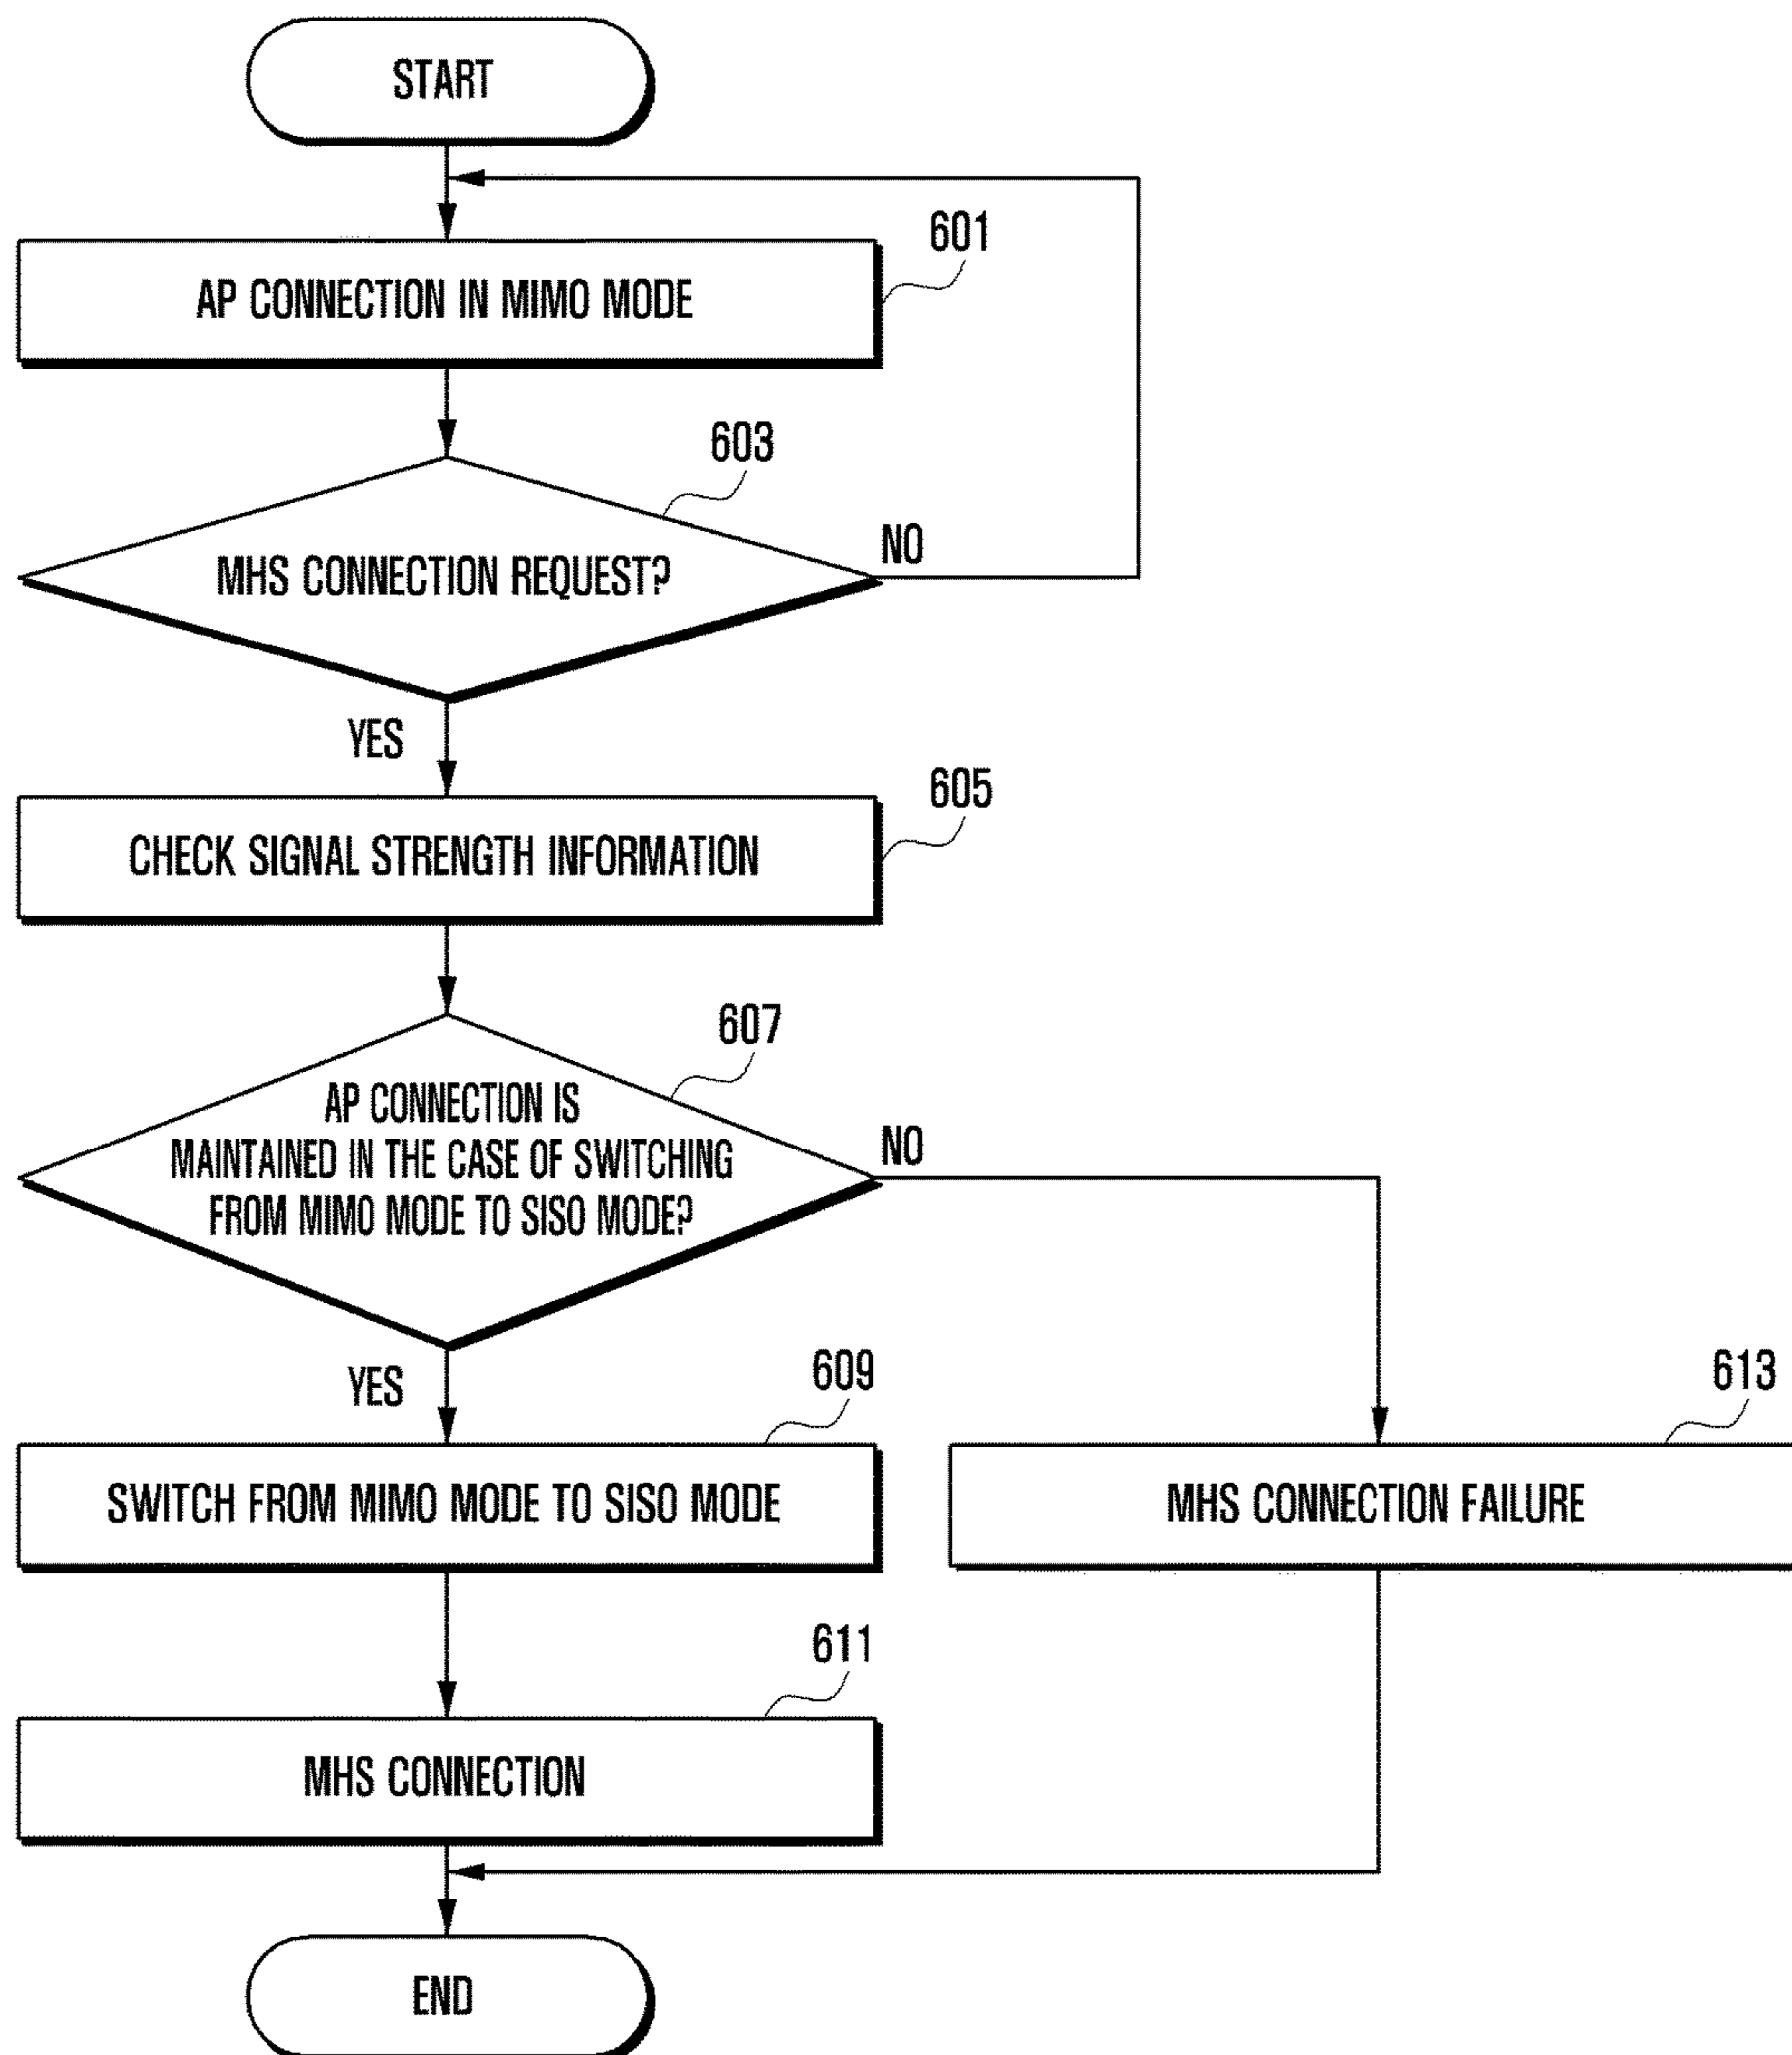 START
601
AP CONNECTION IN MIMO MODE
603
MHS CONNECTION REQUEST?
NO
YES
605
CHECK SIGNAL STRENGTH INFORMATION
607
AP CONNECTION IS
MAINTAINED IN THE CASE OF SWITCHING
FROM MIMO MODE TO SISO MODE?
NO
YES
609
SWITCH FROM MIMO MODE TO SISO MODE
613
MHS CONNECTION FAILURE
611
MHS CONNECTION
END